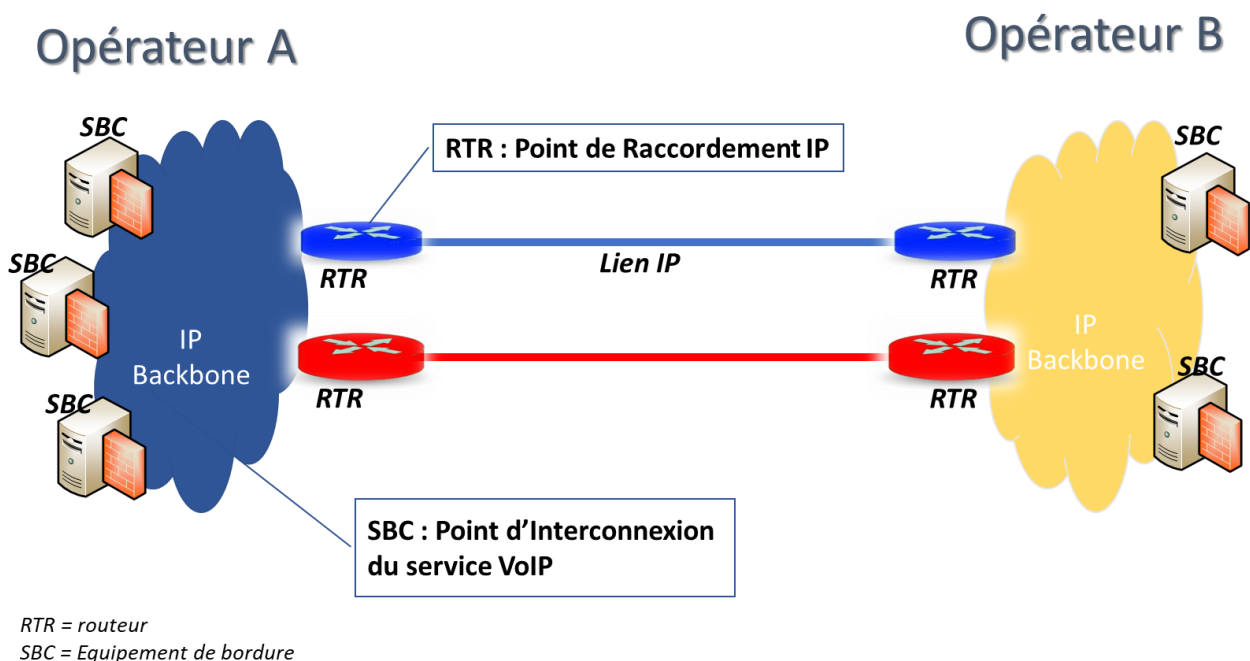 Opérateur A
Opérateur B
SBC
RTR : Point de Raccordement IP
SBC
RTR
Lien IP
RTR
SBC
IP
Backbone
RTR
RTR
IP
Backbone
SBC
SBC
SBC : Point d’Interconnexion
du service VoIP
RTR = routeur
SBC = Equipement de bordure